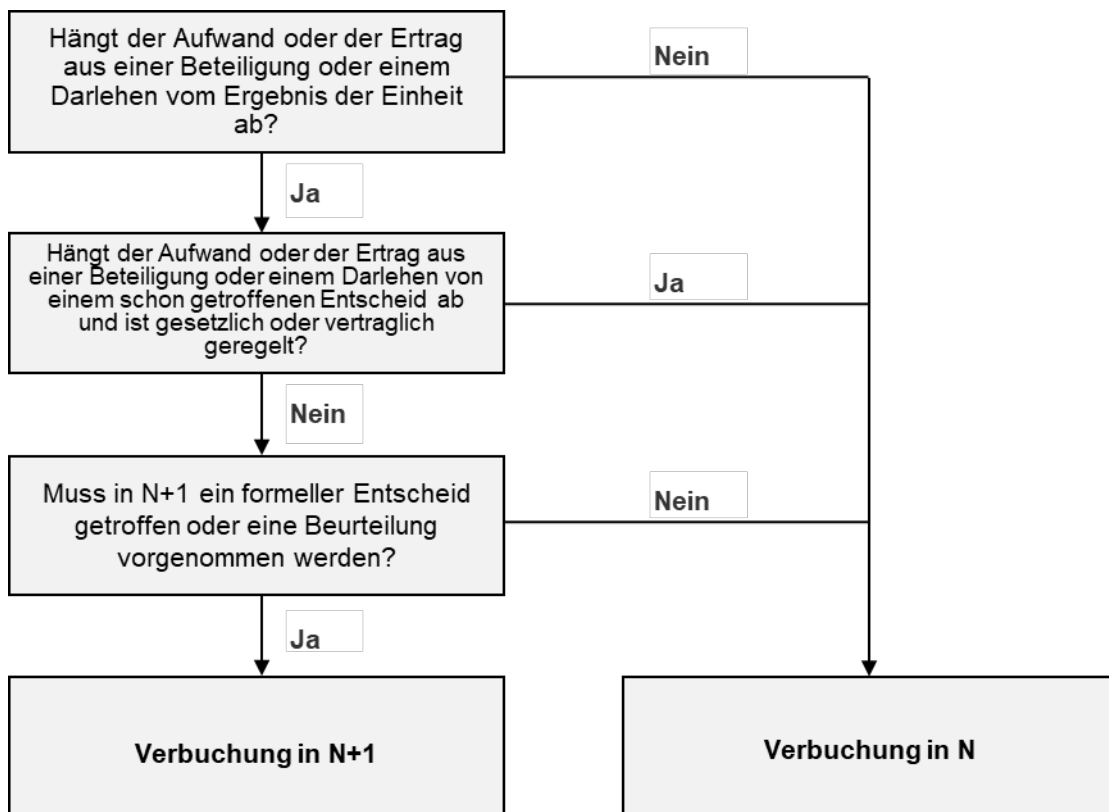 Hängt der Aufwand oder der Ertrag
aus einer Beteiligung oder einem
Darlehen vom Ergebnis der Einheit
ab?
Nein
Ja
Hängt der Aufwand oder der Ertrag aus
einer Beteiligung oder einem Darlehen von
einem schon getroffenen Entscheid ab
und ist gesetzlich oder vertraglich
geregelt?
Ja
Nein
Muss in N+1 ein formeller Entscheid
getroffen oder eine Beurteilung
vorgenommen werden?
Nein
Ja
Verbuchung in N+1
Verbuchung in N